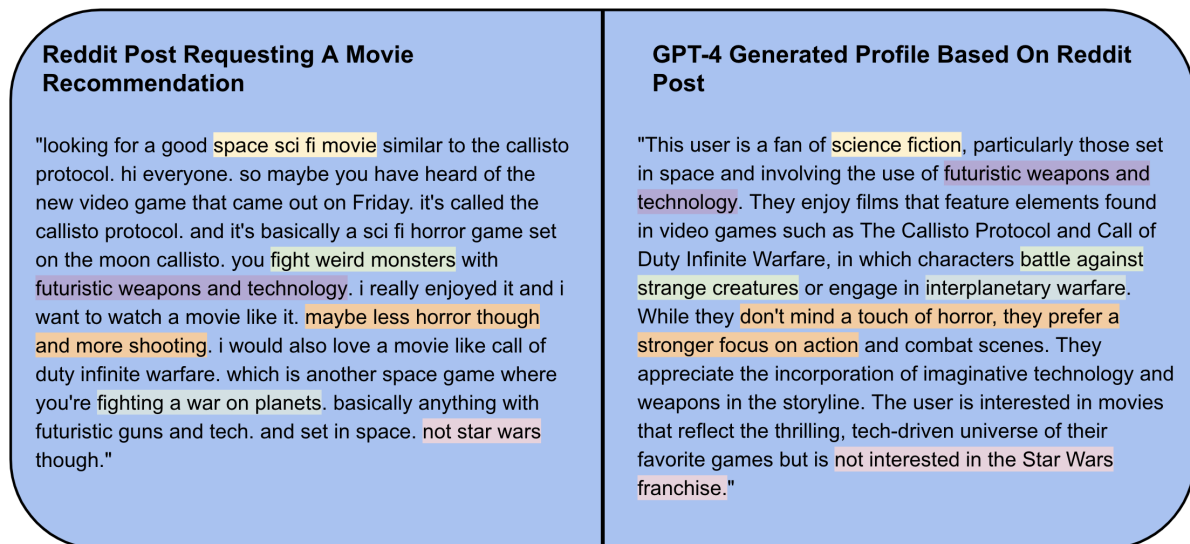 Reddit Post Requesting A Movie
Recommendation
"looking for a good space sci fi movie similar to the callisto
protocol. hi everyone. so maybe you have heard of the
new video game that came out on Friday. it's called the
callisto protocol. and it's basically a sci fi horror game set
on the moon callisto. you fight weird monsters with
futuristic weapons and technology. i really enjoyed it and i
want to watch a movie like it. maybe less horror though
and more shooting. i would also love a movie like call of
duty infinite warfare. which is another space game where
you're fighting a war on planets. basically anything with
futuristic guns and tech. and set in space. not star wars
though."
GPT-4 Generated Profile Based On Reddit
Post
"This user is a fan of science fiction, particularly those set
in space and involving the use of futuristic weapons and
technology. They enjoy films that feature elements found
in video games such as The Callisto Protocol and Call of
Duty Infinite Warfare, in which characters battle against
strange creatures or engage in interplanetary warfare.
While they don't mind a touch of horror, they prefer a
stronger focus on action and combat scenes. They
appreciate the incorporation of imaginative technology and
weapons in the storyline. The user is interested in movies
that reflect the thrilling, tech-driven universe of their
favorite games but is not interested in the Star Wars
franchise."